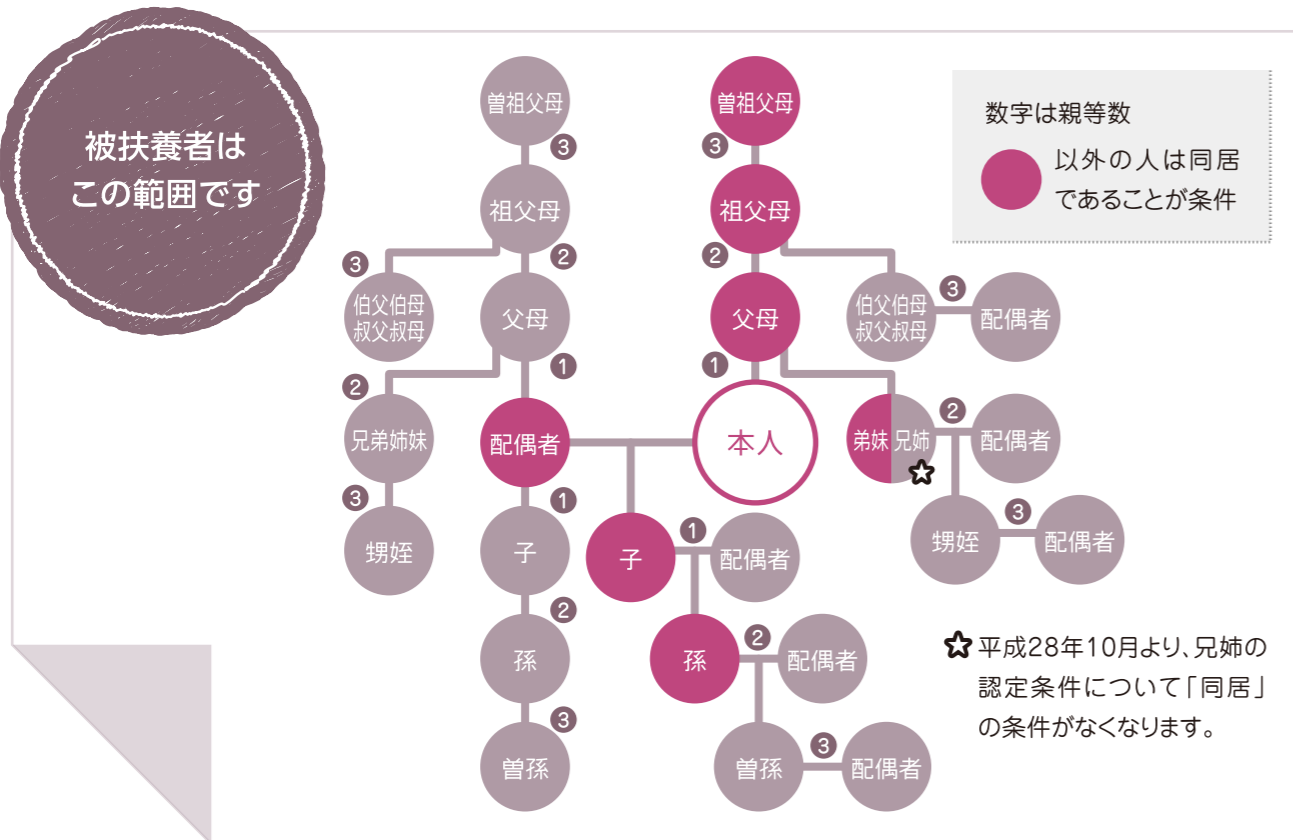 被扶養者は
この範囲です
数字は親等数
以外の人は同居
であることが条件
曽祖父母
3
曽祖父母
3
祖父母
2
祖父母
2
3
伯父伯母
叔父叔母
父母
1
父母
1
伯父伯母
叔父叔母
3
配偶者
2
兄弟姉妹
配偶者
本人
弟妹
兄姉
☆
2
配偶者
3
甥姪
1
子
子
1
配偶者
甥姪
3
配偶者
2
孫
孫
2
配偶者
3
曽孫
曽孫
3
配偶者
☆平成28年10月より、兄姉の
認定条件について「同居」
の条件がなくなります。